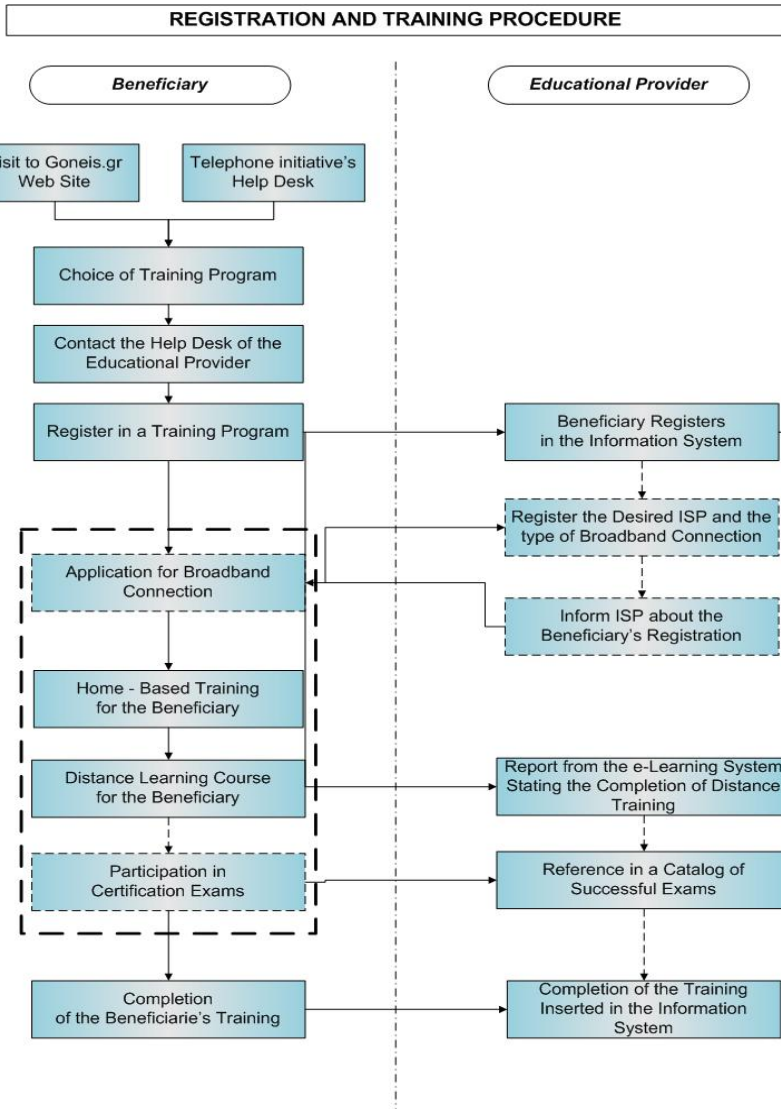 REGISTRATION AND TRAINING PROCEDURE
Beneficiary
Educational Provider
isit to Goneis.gr
Web Site
Telephone initiative's
Help Desk
Choice of Training Program
Contact the Help Desk of the
Educational Provider
Register in a Training Program
Beneficiary Registers
in the Information System
Register the Desired ISP and the
type of Broadband Connection
Application for Broadband
Connection
Inform ISP about the
Beneficiary's Registration
Home - Based Training
for the Beneficiary
Distance Learning Course
for the Beneficiary
Report from the e-Learning System
Stating the Completion of Distance
Training
Participation in
Certification Exams
Reference in a Catalog of
Successful Exams
Completion
of the Beneficiarie's Training
Completion of the Training
Inserted in the Information
System